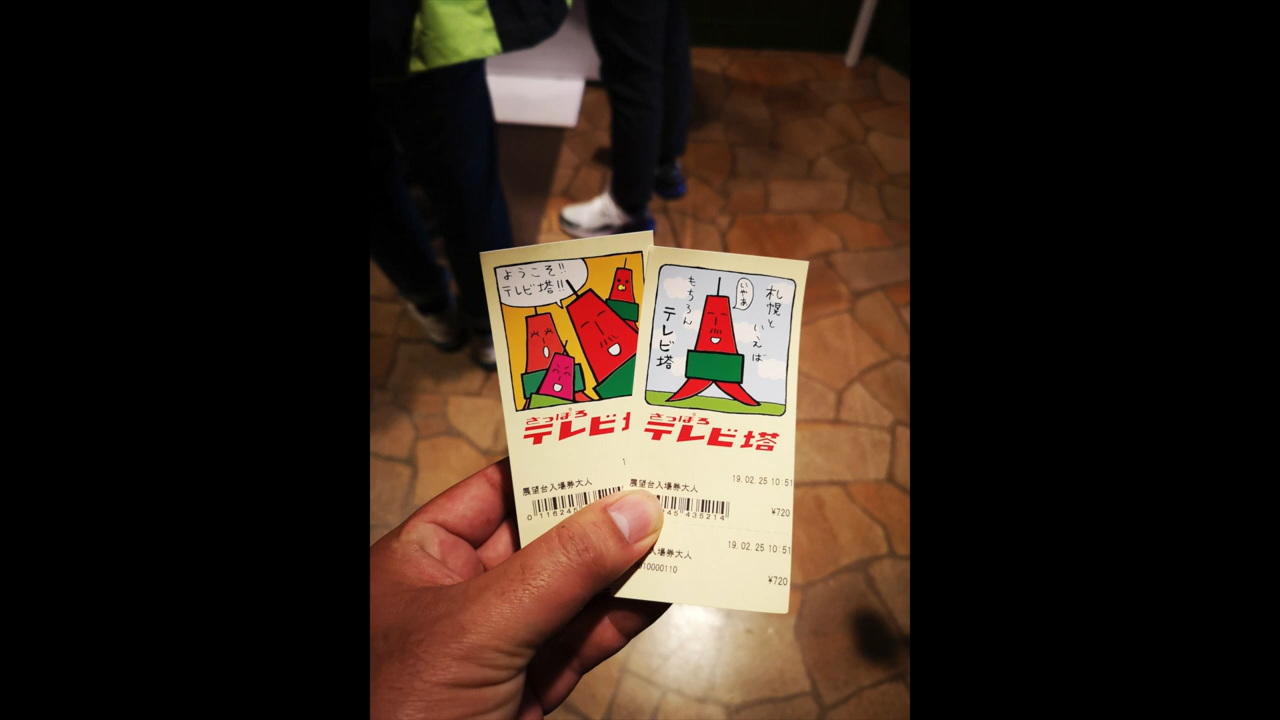 ようこそ!!
テレビ塔!!
さっぽろ
テレビ
展望台入場券大人
札幌と
いえば
いやあ
もちろん
テレビ塔
さっぽろ
テレビ塔
19.02.25 10:51
展望台入場券大人
¥720
435214
19.02.25 10:51
入場券大人
¥720
10000110